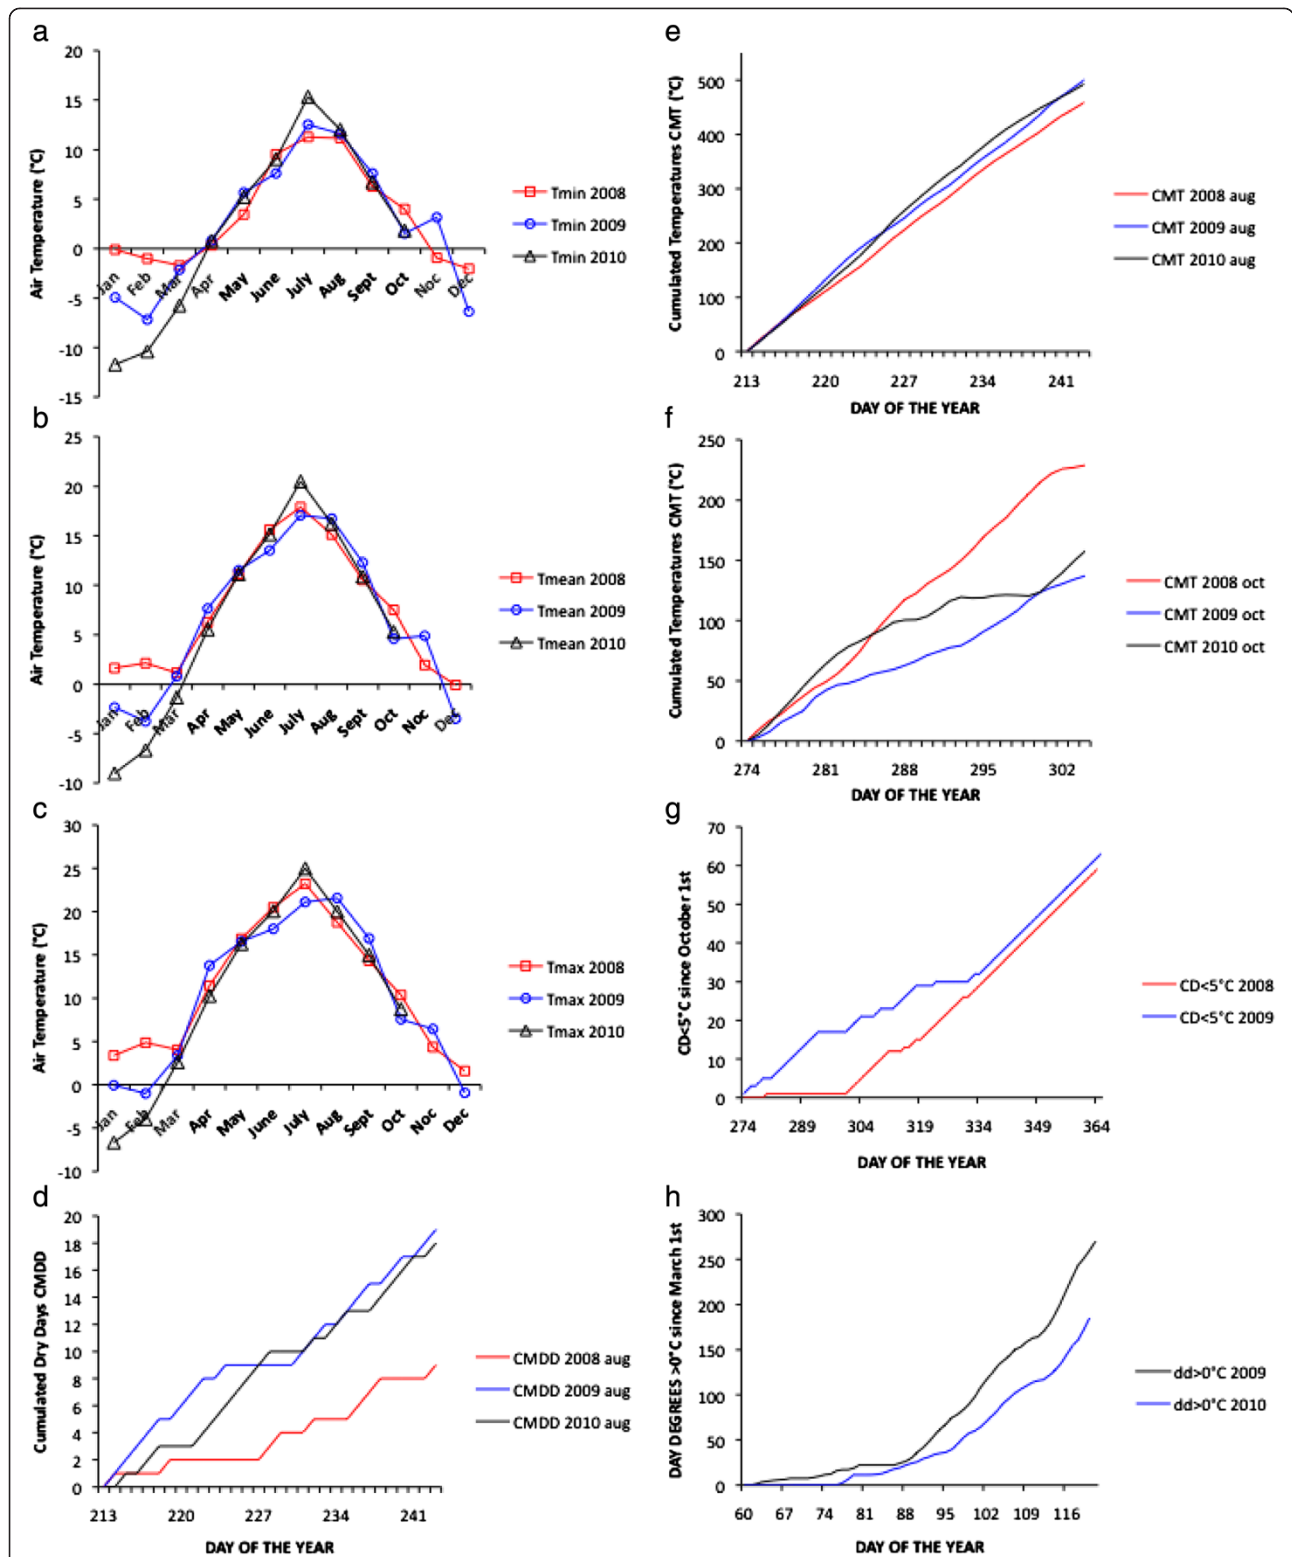 a
20
15
10
5
0
-5
-10
-15
Air Temperature (°C)
Jan
Feb
Mar
Apr
May
June
July
Aug
Sept
Oct
Noc
Dec
Tmin 2008
Tmin 2009
Tmin 2010
b
25
20
15
10
5
0
-5
-10
Air Temperature (°C)
Jan
Feb
Mar
Apr
May
June
July
Aug
Sept
Oct
Noc
Dec
Tmean 2008
Tmean 2009
Tmean 2010
c
30
25
20
15
10
5
0
-5
-10
Air Temperature (°C)
Jan
Feb
Mar
Apr
May
June
July
Aug
Sept
Oct
Noc
Dec
Tmax 2008
Tmax 2009
Tmax 2010
d
20
18
16
14
12
10
8
6
4
2
0
Cumulated Dry Days CMDD
213 220 227 234 241
DAY OF THE YEAR
CMDD 2008 aug
CMDD 2009 aug
CMDD 2010 aug
e
500
400
300
200
100
0
Cumulated Temperatures CMT (°C)
213 220 227 234 241
DAY OF THE YEAR
CMT 2008 aug
CMT 2009 aug
CMT 2010 aug
f
250
200
150
100
50
0
Cumulated Temperatures CMT (°C)
274 281 288 295 302
DAY OF THE YEAR
CMT 2008 oct
CMT 2009 oct
CMT 2010 oct
g
70
60
50
40
30
20
10
0
CD<5°C since October 1st
274 289 304 319 334 349 364
DAY OF THE YEAR
CD<5°C 2008
CD<5°C 2009
h
300
250
200
150
100
50
0
DAY DEGREES >0°C since March 1st
60 67 74 81 88 95 102 109 116
DAY OF THE YEAR
dd>0°C 2009
dd>0°C 2010